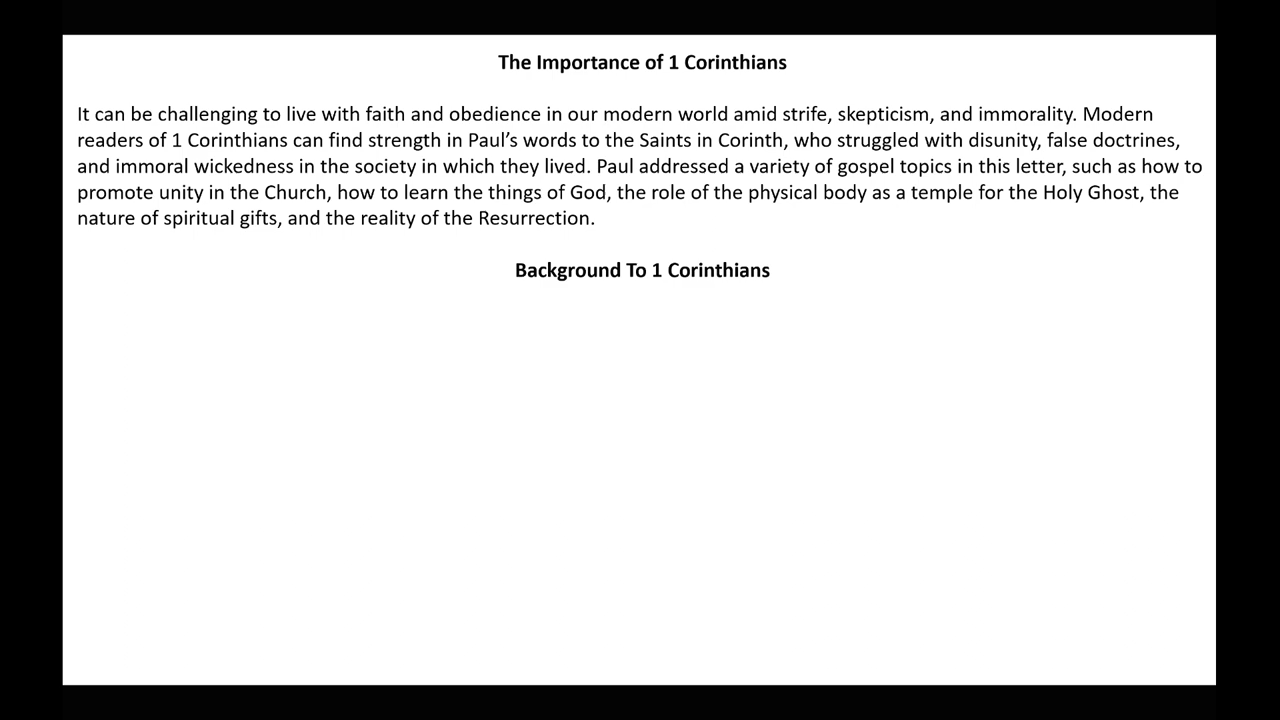 The Importance of 1 Corinthians
It can be challenging to live with faith and obedience in our modern world amid strife, skepticism, and immorality. Modern
readers of 1 Corinthians can find strength in Paul’s words to the Saints in Corinth, who struggled with disunity, false doctrines,
and immoral wickedness in the society in which they lived. Paul addressed a variety of gospel topics in this letter, such as how to
promote unity in the Church, how to learn the things of God, the role of the physical body as a temple for the Holy Ghost, the
nature of spiritual gifts, and the reality of the Resurrection.
Background To 1 Corinthians